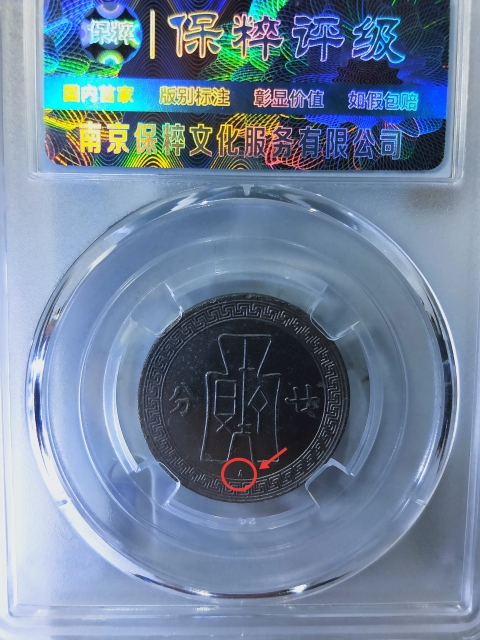 保粹 保粹评级
国内首家 版别标注 彰显价值 如假包赔
南京保粹文化服务有限公司
分 廿
A